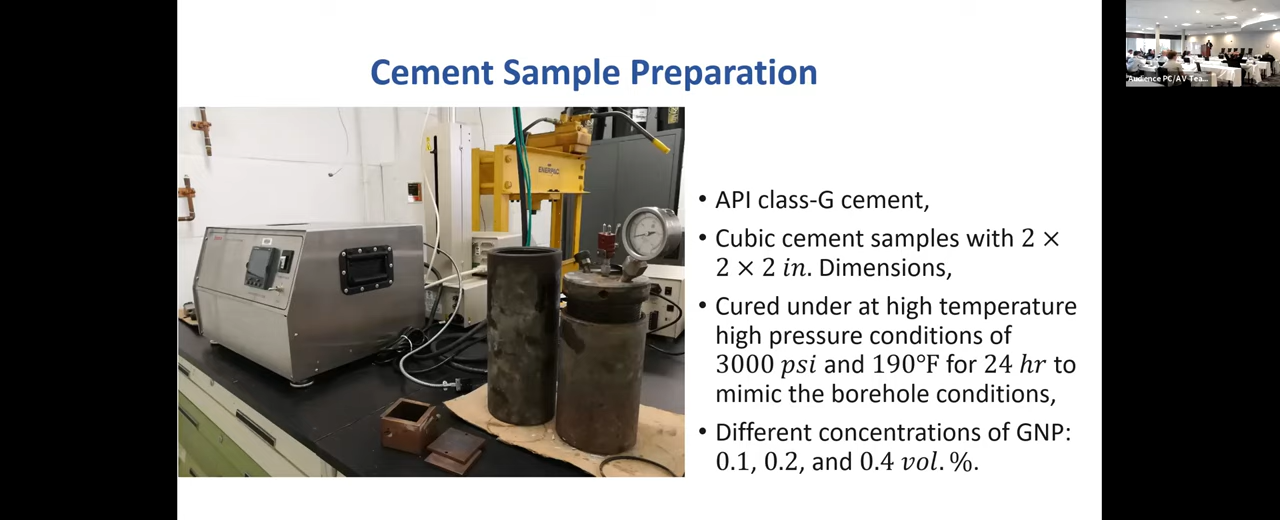 Cement Sample Preparation
Audience PC/AV Tea...
ENERPAC
• API class-G cement,
• Cubic cement samples with 2 ×
2 × 2 in. Dimensions,
• Cured under at high temperature
high pressure conditions of
3000 psi and 190°F for 24 hr to
mimic the borehole conditions,
• Different concentrations of GNP:
0.1, 0.2, and 0.4 vol. %.